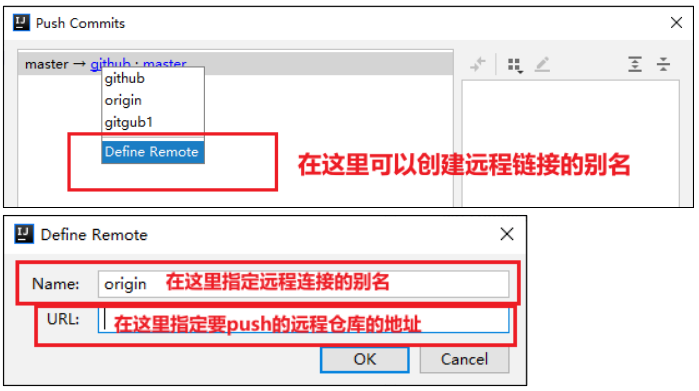 Push Commits
master → github : master
github
origin
gitgub1
Define Remote
在这里可以创建远程链接的别名
Define Remote
Name: origin 在这里指定远程连接的别名
URL: 在这里指定要push的远程仓库的地址
OK Cancel